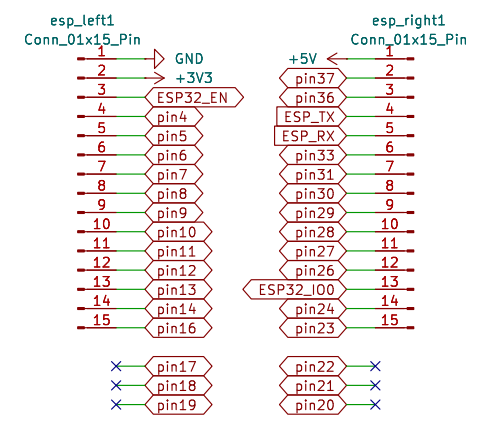 esp_left1
Conn_01x15_Pin
1 GND
2 +3V3
3 ESP32_EN
4 pin4
5 pin5
6 pin6
7 pin7
8 pin8
9 pin9
10 pin10
11 pin11
12 pin12
13 pin13
14 pin14
15 pin16
pin17
pin18
pin19
esp_right1
Conn_01x15_Pin
+5V 1
pin37 2
pin36 3
ESP_TX 4
ESP_RX 5
pin33 6
pin31 7
pin30 8
pin29 9
pin28 10
pin27 11
pin26 12
ESP32_IO0 13
pin24 14
pin23 15
pin22
pin21
pin20